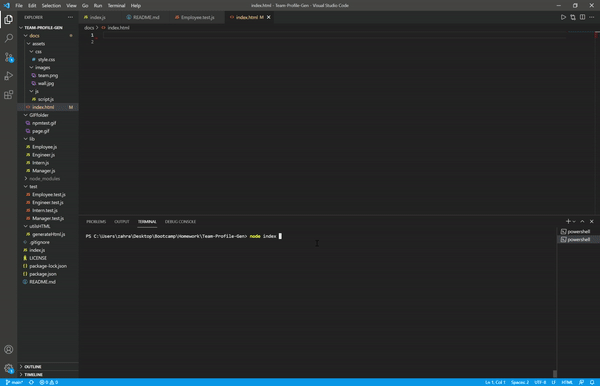 File Edit Selection View Go Run Terminal Help
index.html - Team-Profile-Gen - Visual Studio Code
EXPLORER
index.js README.md Employee.test.js index.html M
TEAM-PROFILE-GEN
docs > index.html
docs
1
assets
2
css
style.css
images
team.png
wall.jpg
js
script.js
index.html M
GIFfolder
npmtest.gif
page.gif
lib
Employee.js
Engineer.js
Intern.js
Manager.js
node_modules
test
Employee.test.js
Engineer.test.js
Intern.test.js
Manager.test.js
utilsHTML
generateHtml.js
.gitignore
index.js
LICENSE
package-lock.json
package.json
README.md
PROBLEMS OUTPUT TERMINAL DEBUG CONSOLE
PS C:\Users\zahra\Desktop\Bootcamp\Homework\Team-Profile-Gen> node index
powershell
powershell
OUTLINE
TIMELINE
main* 0 0 Ln 1, Col 1 Spaces: 2 UTF-8 LF HTML